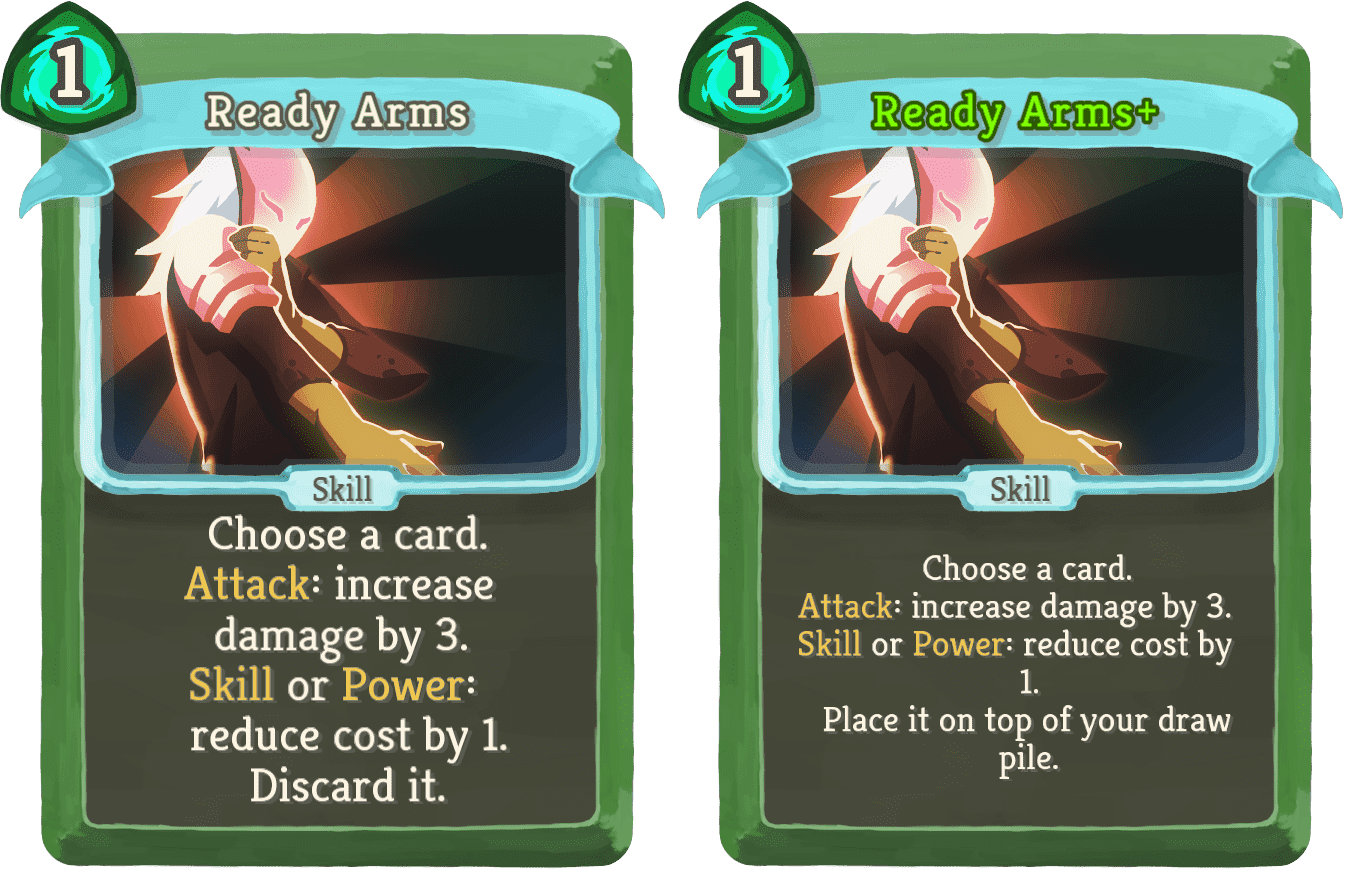 1
Ready Arms
Skill
Choose a card.
Attack: increase
damage by 3.
Skill or Power:
reduce cost by 1.
Discard it.
1
Ready Arms+
Skill
Choose a card.
Attack: increase damage by 3.
Skill or Power: reduce cost by
1.
Place it on top of your draw
pile.